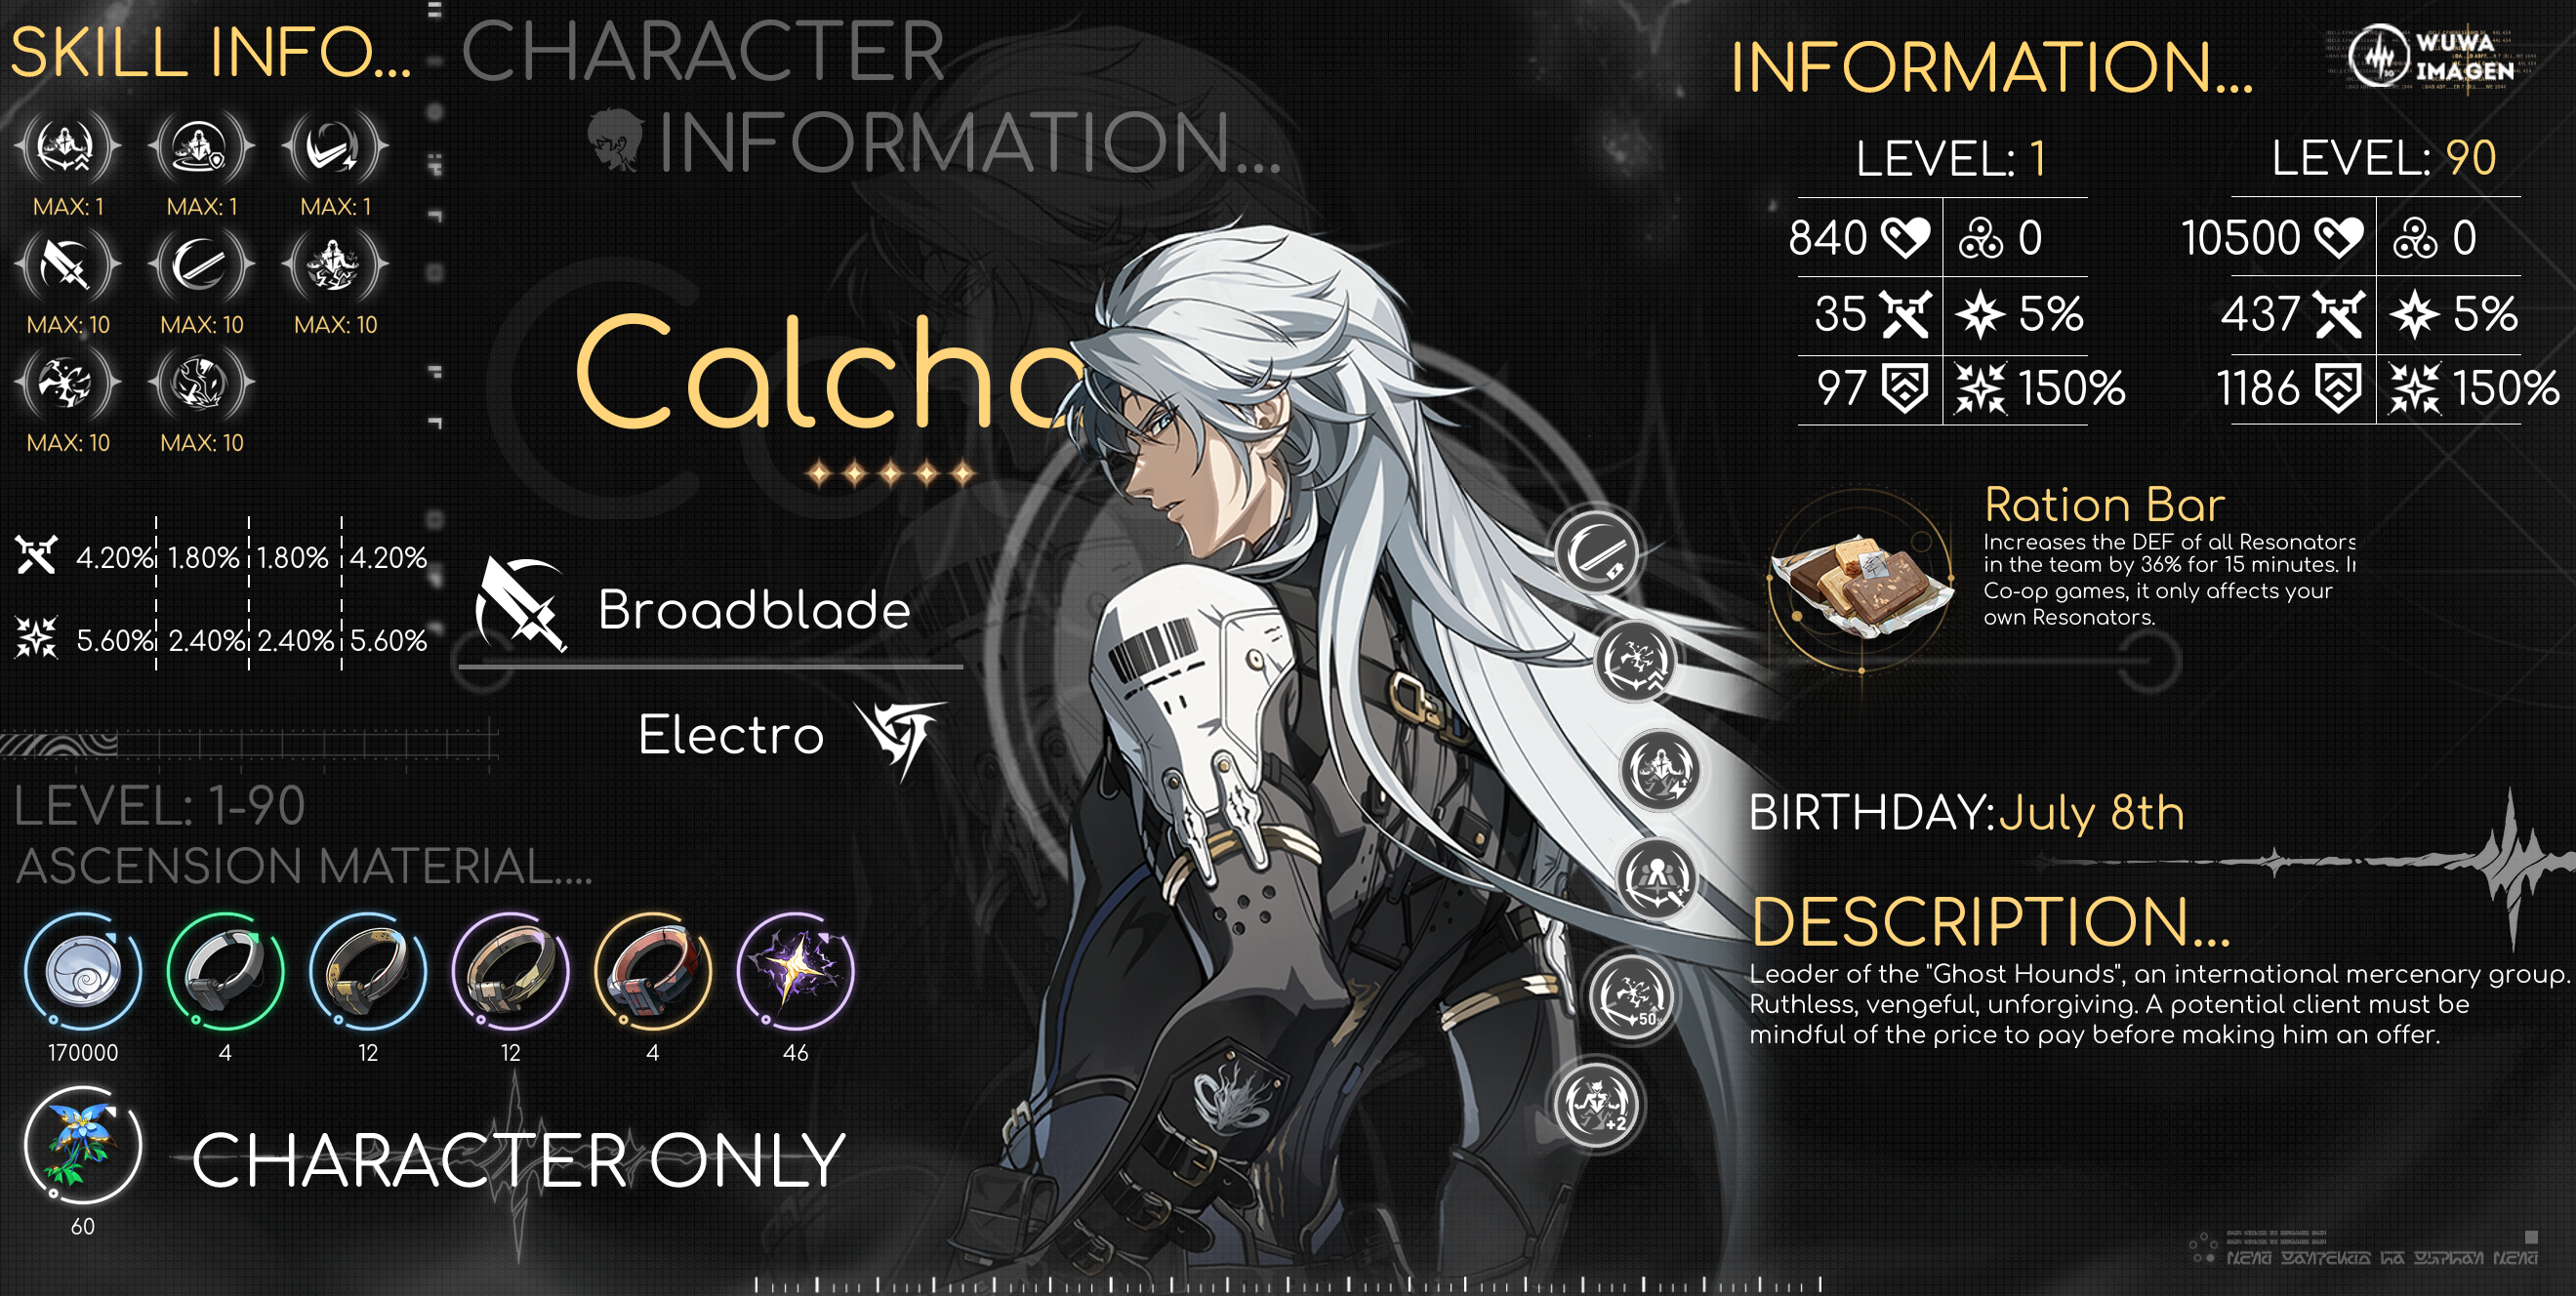 SKILL INFO...
MAX: 1
MAX: 1
MAX: 1
MAX: 10
MAX: 10
MAX: 10
MAX: 10
MAX: 10
4.20% 1.80% 1.80% 4.20%
5.60% 2.40% 2.40% 5.60%
LEVEL: 1-90
ASCENSION MATERIAL....
170000
4
12
12
4
46
60
CHARACTER ONLY
CHARACTER
INFORMATION...
Calcha
Broadblade
Electro
50%
+2
INFORMATION...
WUWA
IMAGEN
LEVEL: 1
840 0
35 5%
97 150%
LEVEL: 90
10500 0
437 5%
1186 150%
Ration Bar
Increases the DEF of all Resonators
in the team by 36% for 15 minutes. In
Co-op games, it only affects your
own Resonators.
BIRTHDAY:July 8th
DESCRIPTION...
Leader of the "Ghost Hounds", an international mercenary group.
Ruthless, vengeful, unforgiving. A potential client must be
mindful of the price to pay before making him an offer.